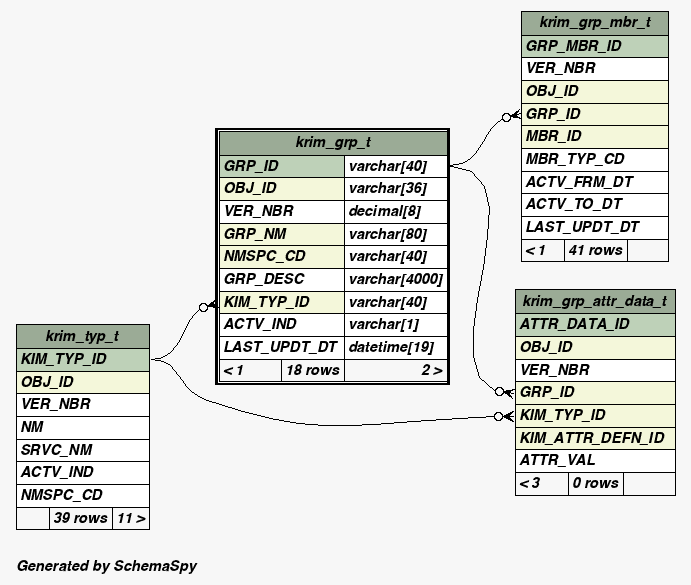 krim_grp_mbr_t
GRP_MBR_ID
VER_NBR
OBJ_ID
GRP_ID
MBR_ID
MBR_TYP_CD
ACTV_FRM_DT
ACTV_TO_DT
LAST_UPDT_DT
< 1 41 rows
krim_grp_t
GRP_ID varchar[40]
OBJ_ID varchar[36]
VER_NBR decimal[8]
GRP_NM varchar[80]
NMSPC_CD varchar[40]
GRP_DESC varchar[4000]
KIM_TYP_ID varchar[40]
ACTV_IND varchar[1]
LAST_UPDT_DT datetime[19]
< 1 18 rows 2 >
krim_grp_attr_data_t
ATTR_DATA_ID
OBJ_ID
VER_NBR
GRP_ID
KIM_TYP_ID
KIM_ATTR_DEFN_ID
ATTR_VAL
< 3 0 rows
krim_typ_t
KIM_TYP_ID
OBJ_ID
VER_NBR
NM
SRVC_NM
ACTV_IND
NMSPC_CD
39 rows 11 >
Generated by SchemaSpy